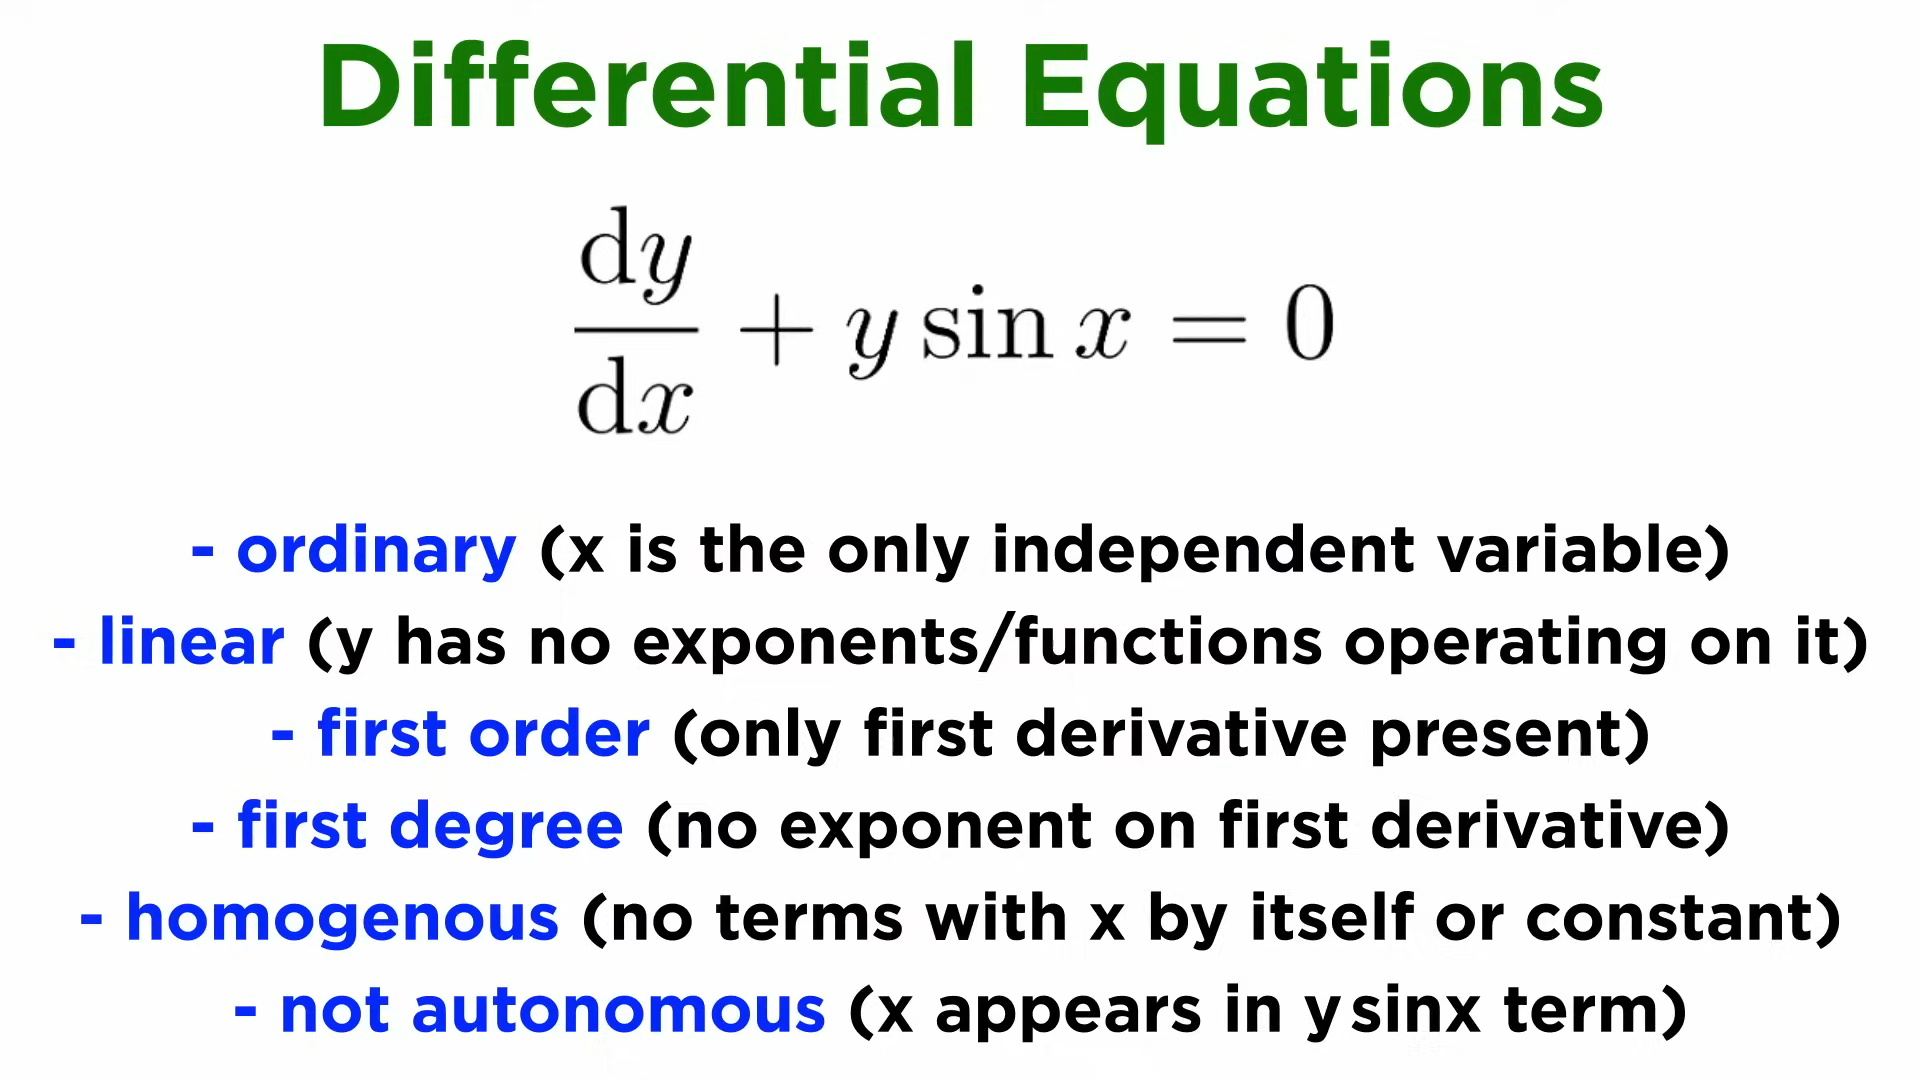 Differential Equations
dy/dx + y sin x = 0
- ordinary (x is the only independent variable)
- linear (y has no exponents/functions operating on it)
- first order (only first derivative present)
- first degree (no exponent on first derivative)
- homogenous (no terms with x by itself or constant)
- not autonomous (x appears in y sinx term)